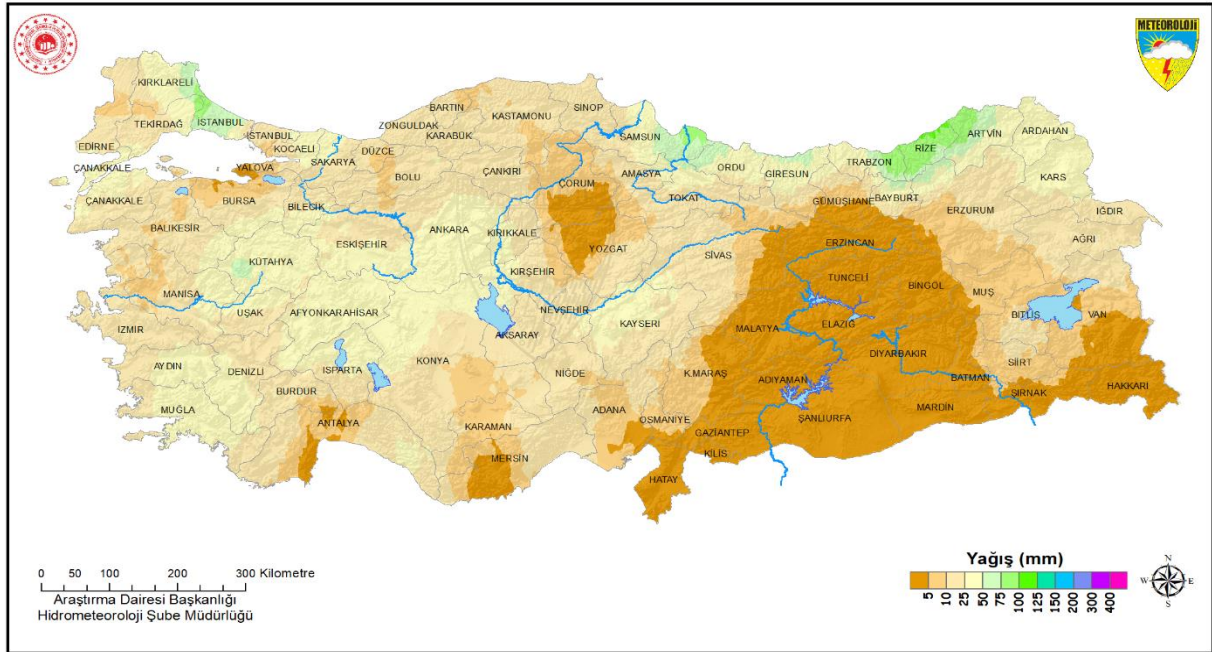 METEOROLOJİ
KIRKLARELİ
TEKİRDAĞ
İSTANBUL
EDİRNE
İSTANBUL
KOCAELİ
ÇANAKKALE
YALOVA
SAKARYA
DÜZCE
ZONGULDAK
BARTIN
KARABÜK
KASTAMONU
SİNOP
SAMSUN
ORDU
GİRESUN
TRABZON
RİZE
ARTVİN
ARDAHAN
KARS
ÇANAKKALE
BURSA
BİLECİK
BOLU
ÇANKIRI
ÇORUM
AMASYA
TOKAT
GÜMÜŞHANE
BAYBURT
ERZURUM
IĞDIR
BALIKESİR
ESKİŞEHİR
ANKARA
KIRIKKALE
YOZGAT
SİVAS
ERZİNCAN
AĞRI
KÜTAHYA
KIRŞEHİR
TUNCELİ
BİNGÖL
MUŞ
MANİSA
UŞAK
AFYONKARAHİSAR
NEVŞEHİR
KAYSERİ
MALATYA
ELAZIĞ
BİTLİS
VAN
İZMİR
AKSARAY
DİYARBAKIR
SİİRT
AYDIN
DENİZLİ
ISPARTA
KONYA
NİĞDE
K.MARAŞ
ADIYAMAN
BATMAN
ŞIRNAK
HAKKARİ
BURDUR
MUĞLA
ANTALYA
KARAMAN
ADANA
OSMANİYE
GAZİANTEP
ŞANLIURFA
MARDİN
MERSİN
KİLİS
HATAY
0 50 100 200 300 Kilometre
Araştırma Dairesi Başkanlığı
Hidrometeoroloji Şube Müdürlüğü
Yağış (mm)
5 10 25 50 75 100 125 150 200 300 400
N
W E
S